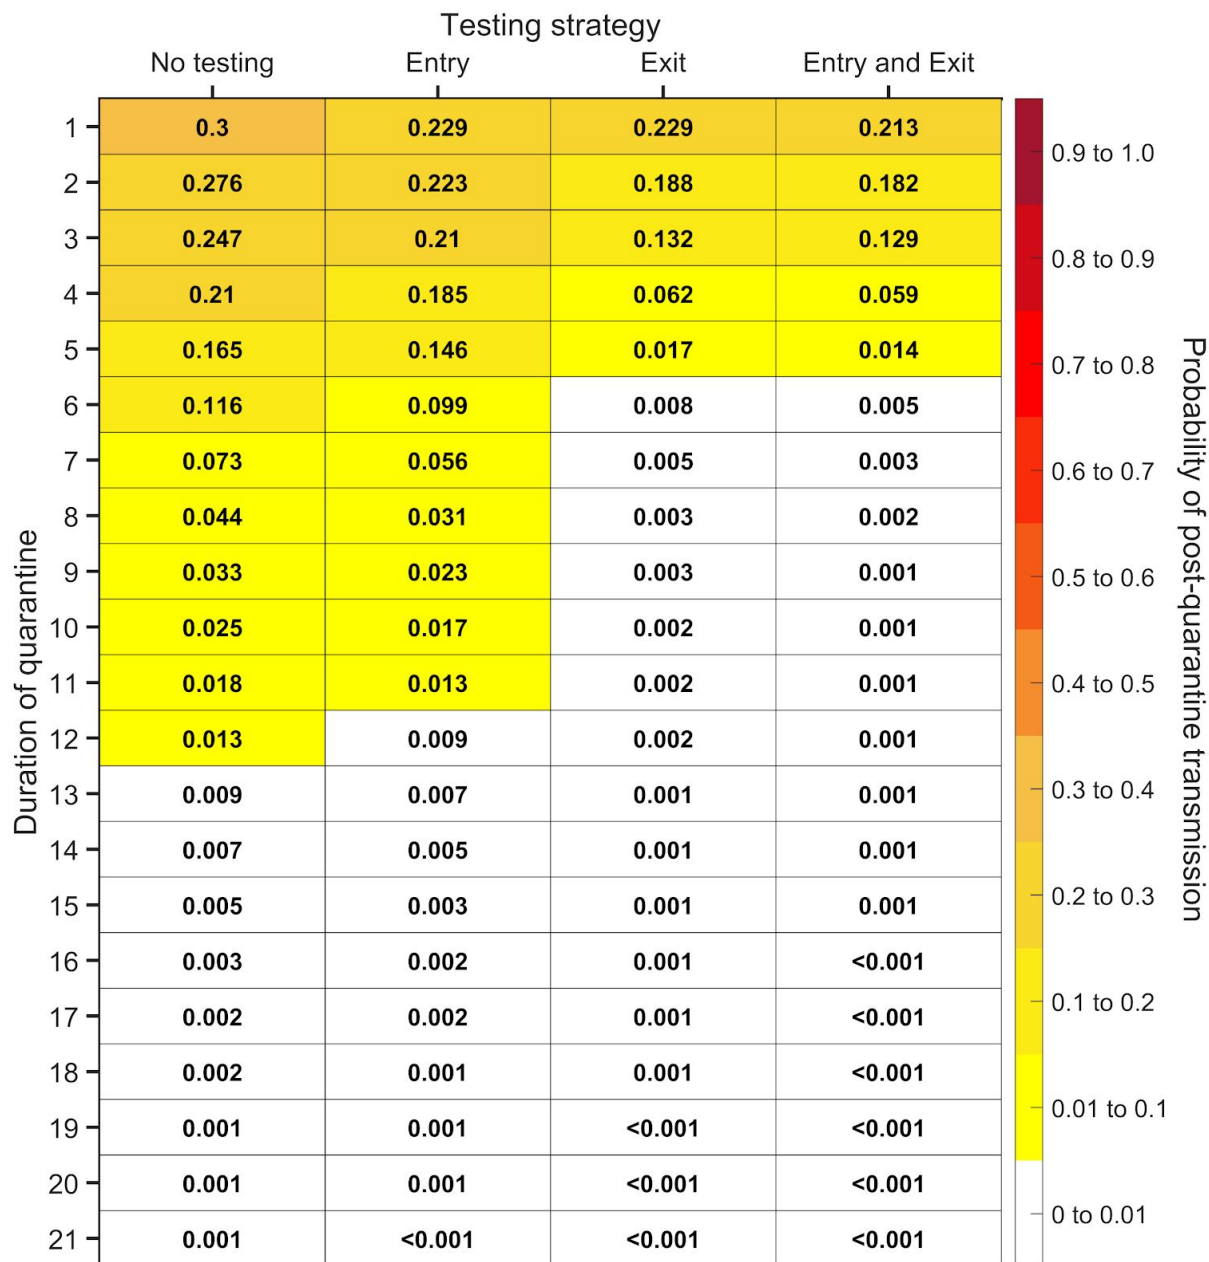 Testing strategy
No testing Entry Exit Entry and Exit
1 0.3 0.229 0.229 0.213
2 0.276 0.223 0.188 0.182
3 0.247 0.21 0.132 0.129
4 0.21 0.185 0.062 0.059
5 0.165 0.146 0.017 0.014
6 0.116 0.099 0.008 0.005
7 0.073 0.056 0.005 0.003
8 0.044 0.031 0.003 0.002
9 0.033 0.023 0.003 0.001
10 0.025 0.017 0.002 0.001
11 0.018 0.013 0.002 0.001
12 0.013 0.009 0.002 0.001
13 0.009 0.007 0.001 0.001
14 0.007 0.005 0.001 0.001
15 0.005 0.003 0.001 0.001
16 0.003 0.002 0.001 <0.001
17 0.002 0.002 0.001 <0.001
18 0.002 0.001 0.001 <0.001
19 0.001 0.001 <0.001 <0.001
20 0.001 0.001 <0.001 <0.001
21 0.001 <0.001 <0.001 <0.001
Duration of quarantine
0.9 to 1.0
0.8 to 0.9
0.7 to 0.8
0.6 to 0.7
0.5 to 0.6
0.4 to 0.5
0.3 to 0.4
0.2 to 0.3
0.1 to 0.2
0.01 to 0.1
0 to 0.01
Probability of post-quarantine transmission